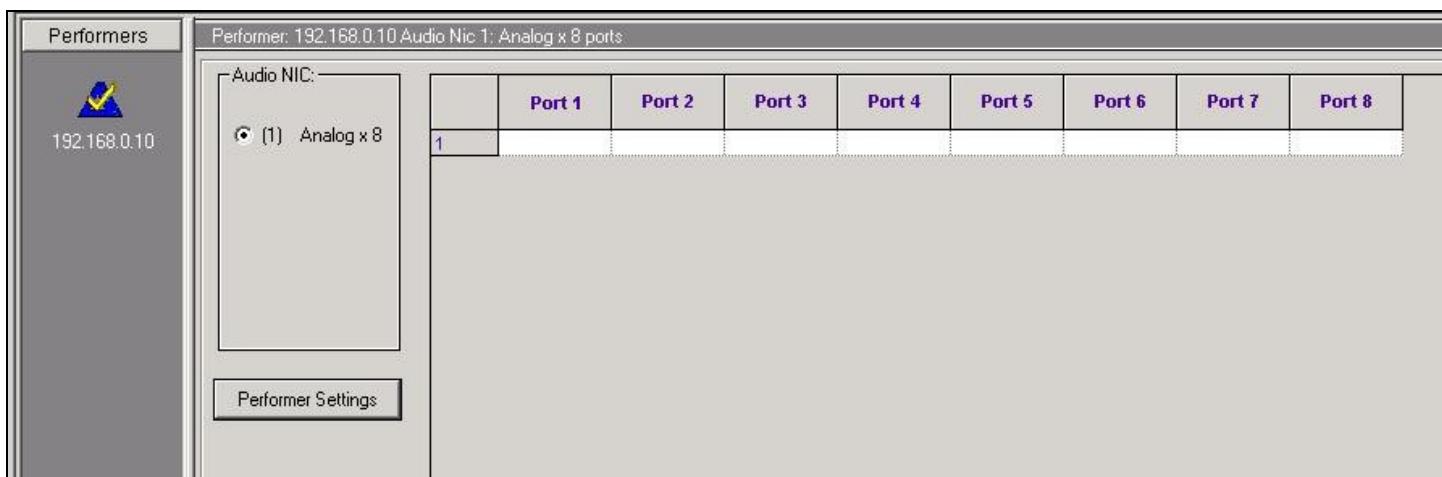 Performers
Performer: 192.168.0.10 Audio Nic 1: Analog x 8 ports
192.168.0.10
Audio NIC:
(1) Analog x 8
Performer Settings
Port 1 Port 2 Port 3 Port 4 Port 5 Port 6 Port 7 Port 8
1